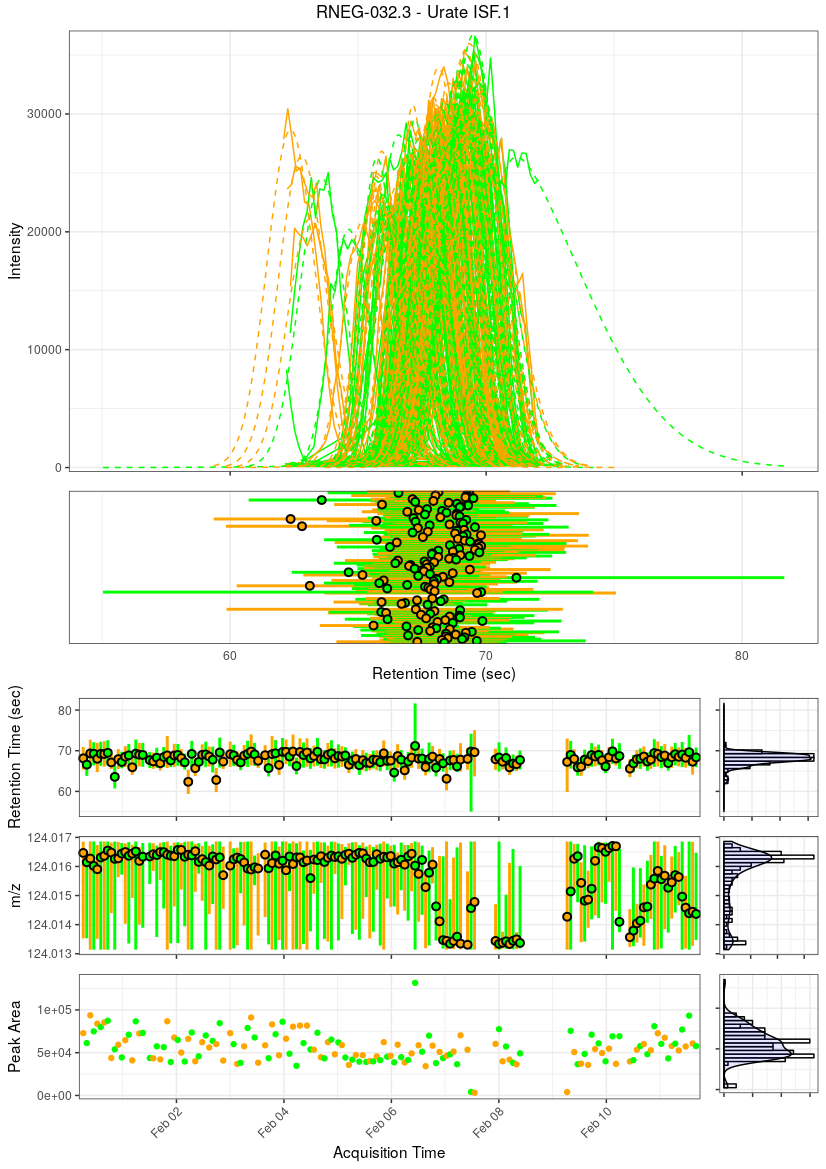 RNEG-032.3 - Urate ISF.1
Intensity
30000
20000
10000
0
60
70
80
Retention Time (sec)
Retention Time (sec)
80
70
60
m/z
124.017
124.016
124.015
124.014
124.013
Peak Area
1e+05
5e+04
0e+00
Feb 02
Feb 04
Feb 06
Feb 08
Feb 10
Acquisition Time